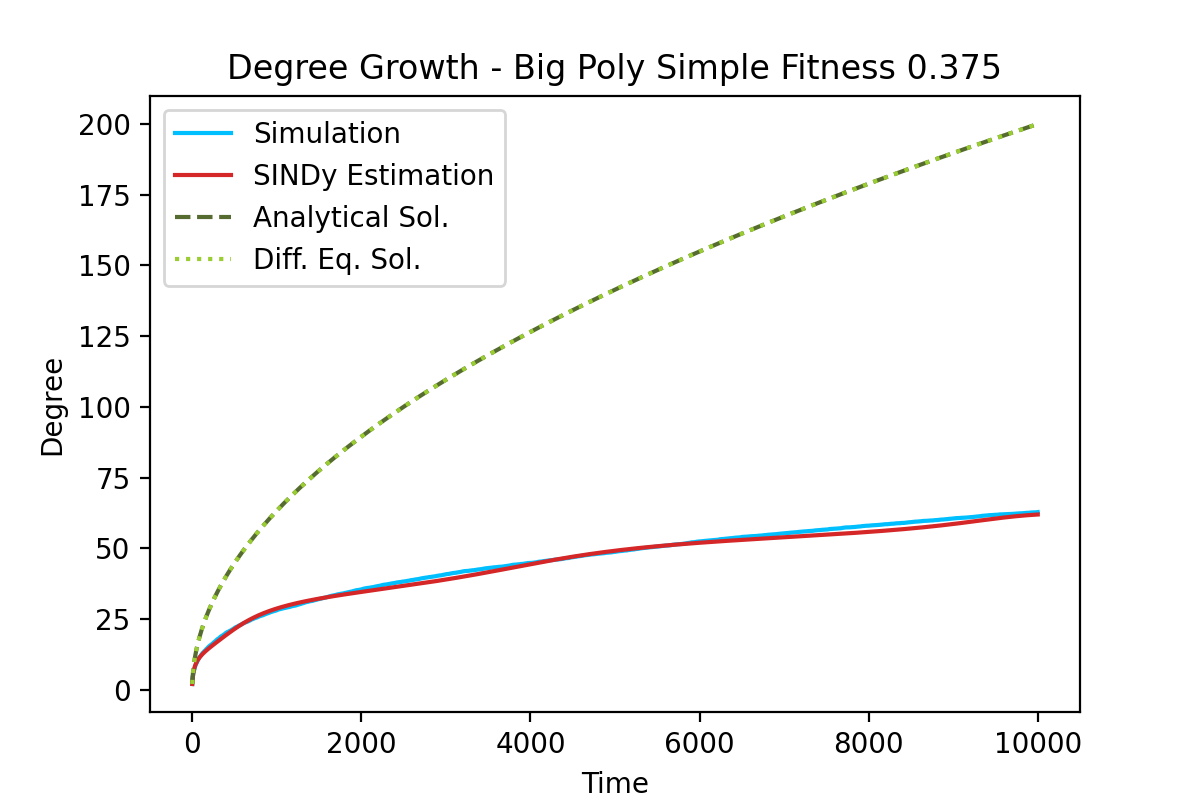 Degree Growth - Big Poly Simple Fitness 0.375
Simulation
SINDy Estimation
Analytical Sol.
Diff. Eq. Sol.
200
175
150
125
100
75
50
25
0
Degree
0 2000 4000 6000 8000 10000
Time